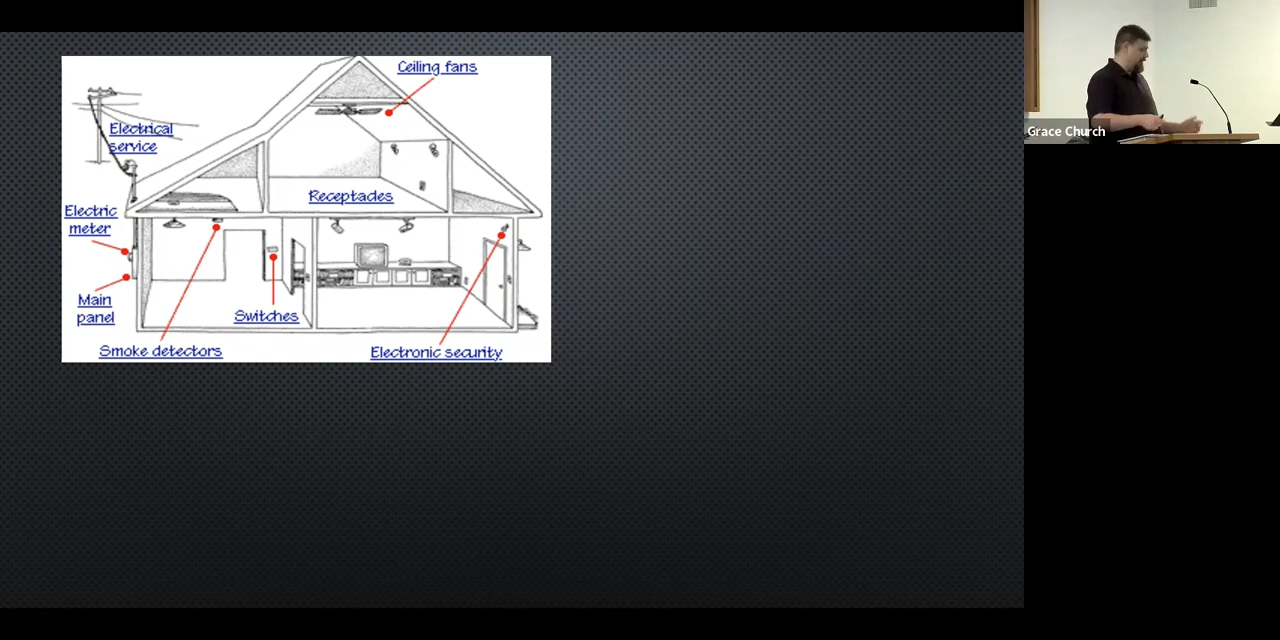 Ceiling fans
Electrical
service
Grace Church
Receptacles
Electric
meter
Main
panel
Switches
Smoke detectors
Electronic security